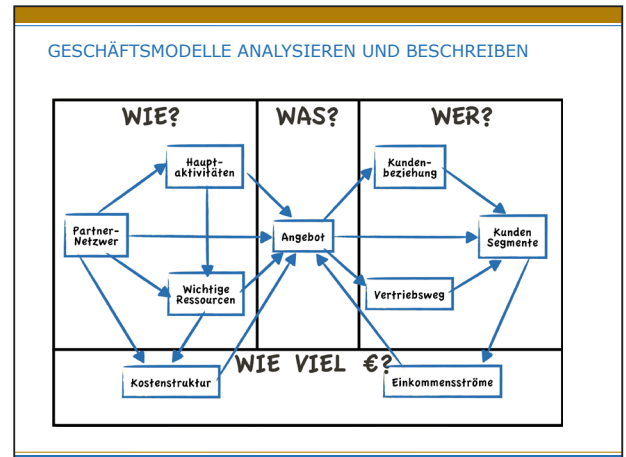 GESCHÄFTSMODELLE ANALYSIEREN UND BESCHREIBEN
WIE?
WAS?
WER?
Haupt-
aktivitäten
Kunden-
beziehung
Partner-
Netzwer
Angebot
Kunden
Segmente
Wichtige
Ressourcen
Vertriebsweg
WIE VIEL €?
Kostenstruktur
Einkommensströme